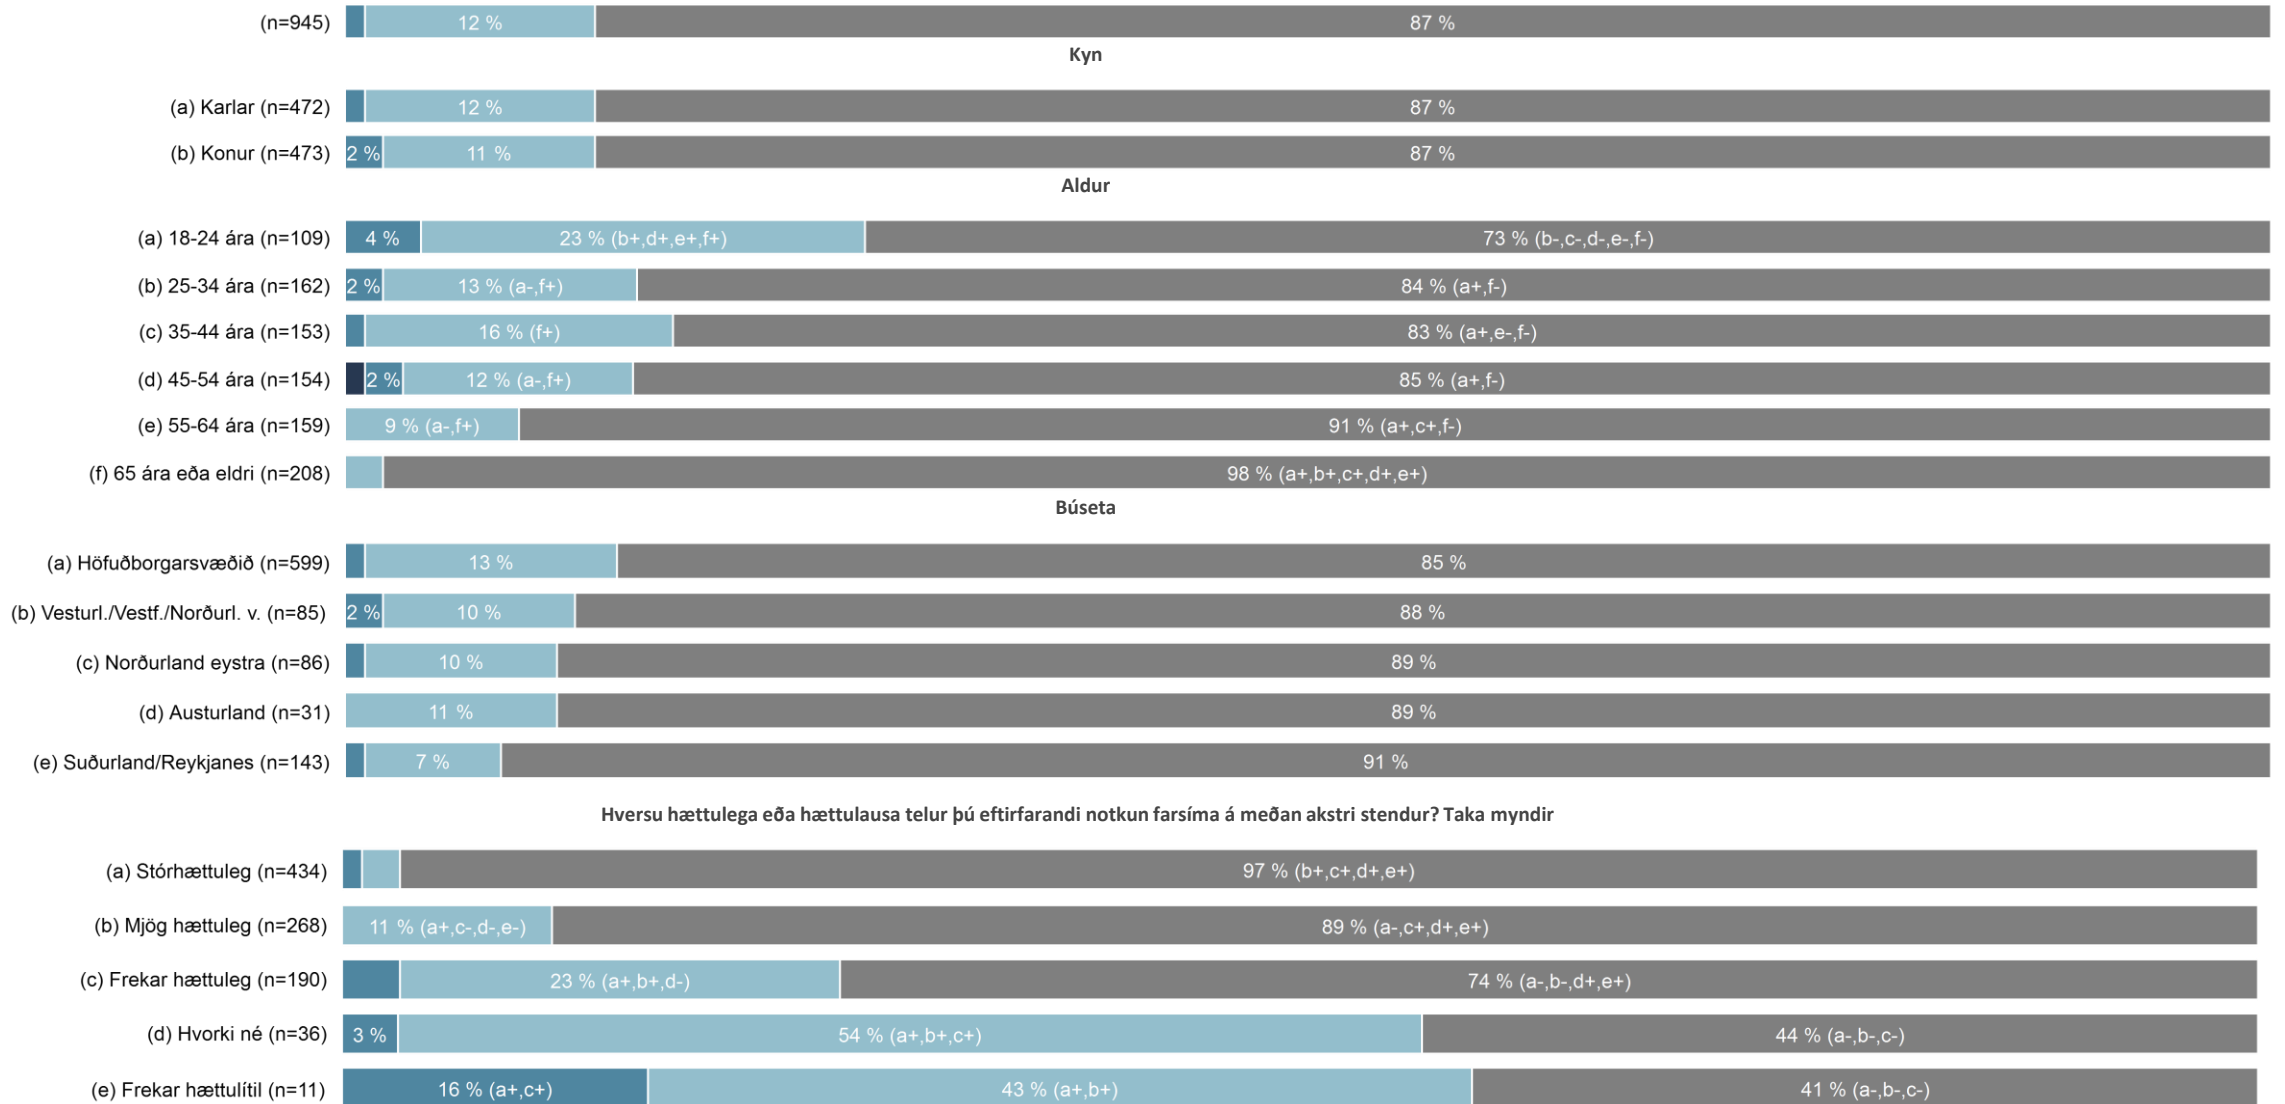 (n=945) 12 % 87 %
Kyn
(a) Karlar (n=472) 12 % 87 %
(b) Konur (n=473) 2 % 11 % 87 %
Aldur
(a) 18-24 ára (n=109) 4 % 23 % (b+,d+,e+,f+) 73 % (b-,c-,d-,e-,f-)
(b) 25-34 ára (n=162) 2 % 13 % (a-,f+) 84 % (a+,f-)
(c) 35-44 ára (n=153) 16 % (f+) 83 % (a+,e-,f-)
(d) 45-54 ára (n=154) 2 % 12 % (a-,f+) 85 % (a+,f-)
(e) 55-64 ára (n=159) 9 % (a-,f+) 91 % (a+,c+,f-)
(f) 65 ára eða eldri (n=208) 98 % (a+,b+,c+,d+,e+)
Búseta
(a) Höfuðborgarsvæðið (n=599) 13 % 85 %
(b) Vesturl./Vestf./Norðurl. v. (n=85) 2 % 10 % 88 %
(c) Norðurland eystra (n=86) 10 % 89 %
(d) Austurland (n=31) 11 % 89 %
(e) Suðurland/Reykjanes (n=143) 7 % 91 %
Hversu hættulega eða hættulausa telur þú eftirfarandi notkun farsíma á meðan akstri stendur? Taka myndir
(a) Stórhættuleg (n=434) 97 % (b+,c+,d+,e+)
(b) Mjög hættuleg (n=268) 11 % (a+,c-,d-,e-) 89 % (a-,c+,d+,e+)
(c) Frekar hættuleg (n=190) 23 % (a+,b+,d-) 74 % (a-,b-,d+,e+)
(d) Hvorki né (n=36) 3 % 54 % (a+,b+,c+) 44 % (a-,b-,c-)
(e) Frekar hættulítil (n=11) 16 % (a+,c+) 43 % (a+,b+) 41 % (a-,b-,c-)